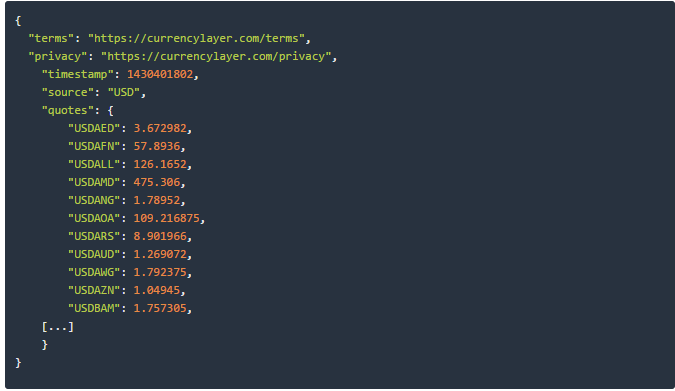 {
"terms": "https://currencylayer.com/terms",
"privacy": "https://currencylayer.com/privacy",
"timestamp": 1430401802,
"source": "USD",
"quotes": {
"USDAED": 3.672982,
"USDAFN": 57.8936,
"USDALL": 126.1652,
"USDAMD": 475.306,
"USDANG": 1.78952,
"USDAOA": 109.216875,
"USDARS": 8.901966,
"USDAUD": 1.269072,
"USDAWG": 1.792375,
"USDAZN": 1.04945,
"USDBAM": 1.757305,
[...]
}
}